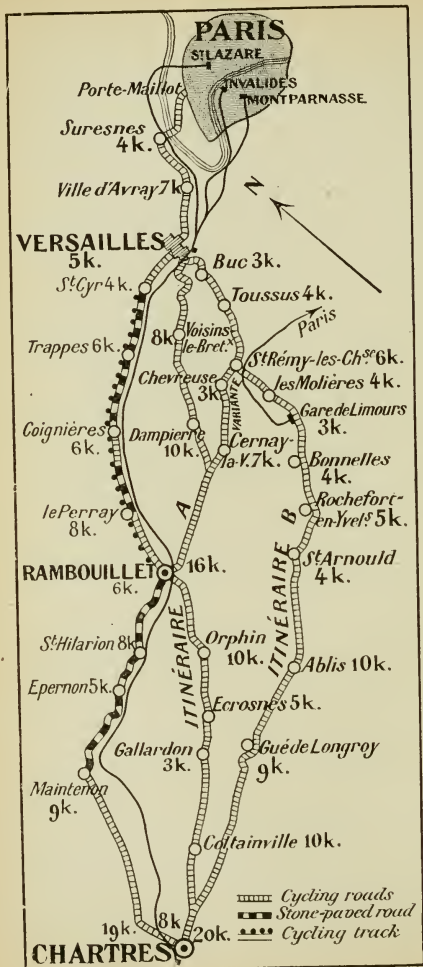 PARIS
S.T LAZARE
INVALIDES
MONTPARNASSE
Porte-Maillot
Suresnes
4k.
Ville d'Avray 7k
N
VERSAILLES
5k.
Buc 3k.
S.t Cyr 4k.
Toussus 4k.
Paris
8k
Voisins
le-Bret.x
Trappes 6k.
S.t Rémy-les-Ch.se 6k.
Chevreuse
3k
VARIANTE
les Molières 4k.
Gare de Limours
3k.
Coignières
6k.
Dampierre
10k.
Cernay-
la-V. 7k.
Bonnelles
4k.
le Perray
8k.
A
B
Rochefort-
en-Yvel.s 5k.
RAMBOUILLET
6k.
16k.
S.t Arnould
4k.
ITINÉRAIRE
ITINÉRAIRE
S.t Hilarion 8k
Orphin
10k.
Ablis 10k.
Epernon 5k.
Ecrosnes 5k.
Gallardon
3k.
Gué de Longroy
9k.
Maintenon
9k.
Coltainville 10k.
Cycling roads
Stone-paved road
Cycling track
19k.
8k
20k.
CHARTRES